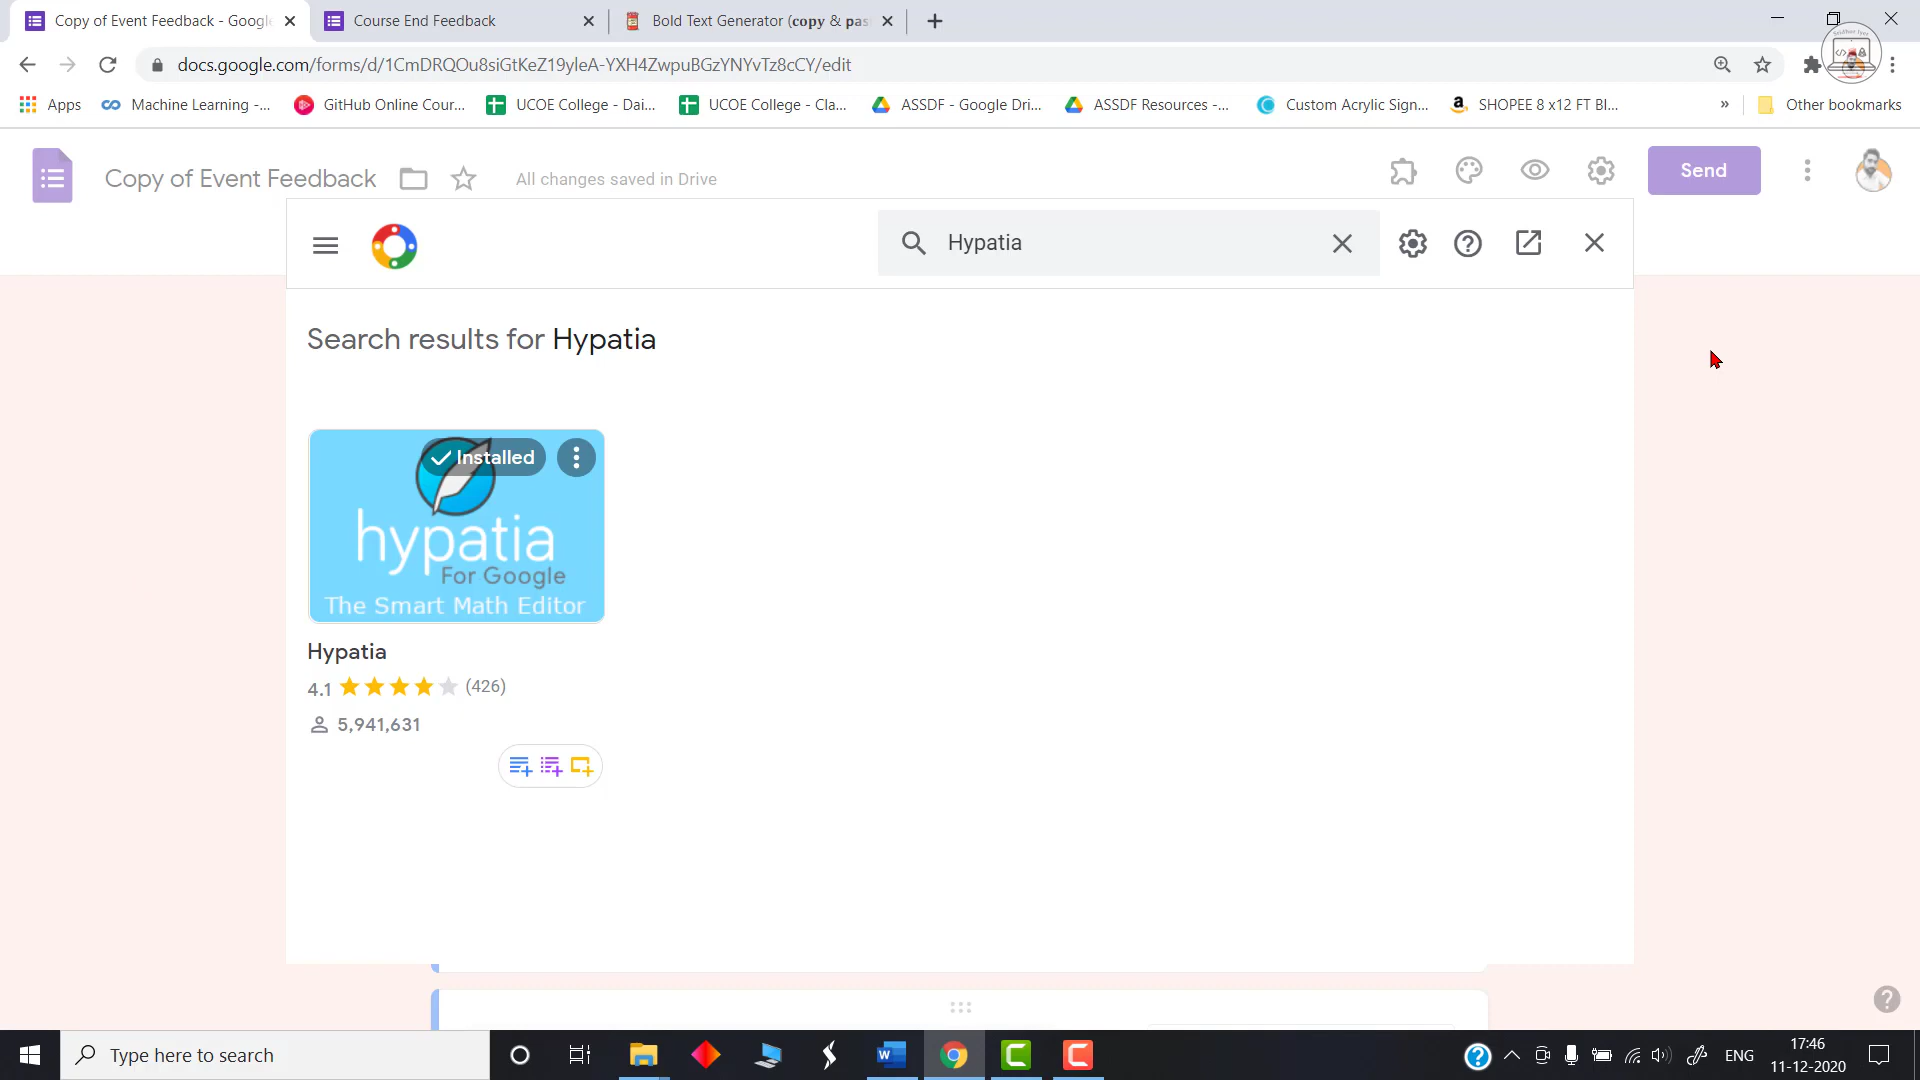 Copy of Event Feedback - Google
Course End Feedback
Bold Text Generator (copy & pas
docs.google.com/forms/d/1CmDRQOu8siGtKeZ19yleA-YXH4ZwpuBGzYNYvTz8cCY/edit
Apps
Machine Learning -...
GitHub Online Cour...
UCOE College - Dai...
UCOE College - Cla...
ASSDF - Google Dri...
ASSDF Resources -...
Custom Acrylic Sign...
SHOPEE 8 x12 FT Bl...
»
Other bookmarks
Copy of Event Feedback
All changes saved in Drive
Send
Hypatia
Search results for Hypatia
Installed
hypatia
For Google
The Smart Math Editor
Hypatia
4.1
(426)
5,941,631
Type here to search
ENG
17:46
11-12-2020